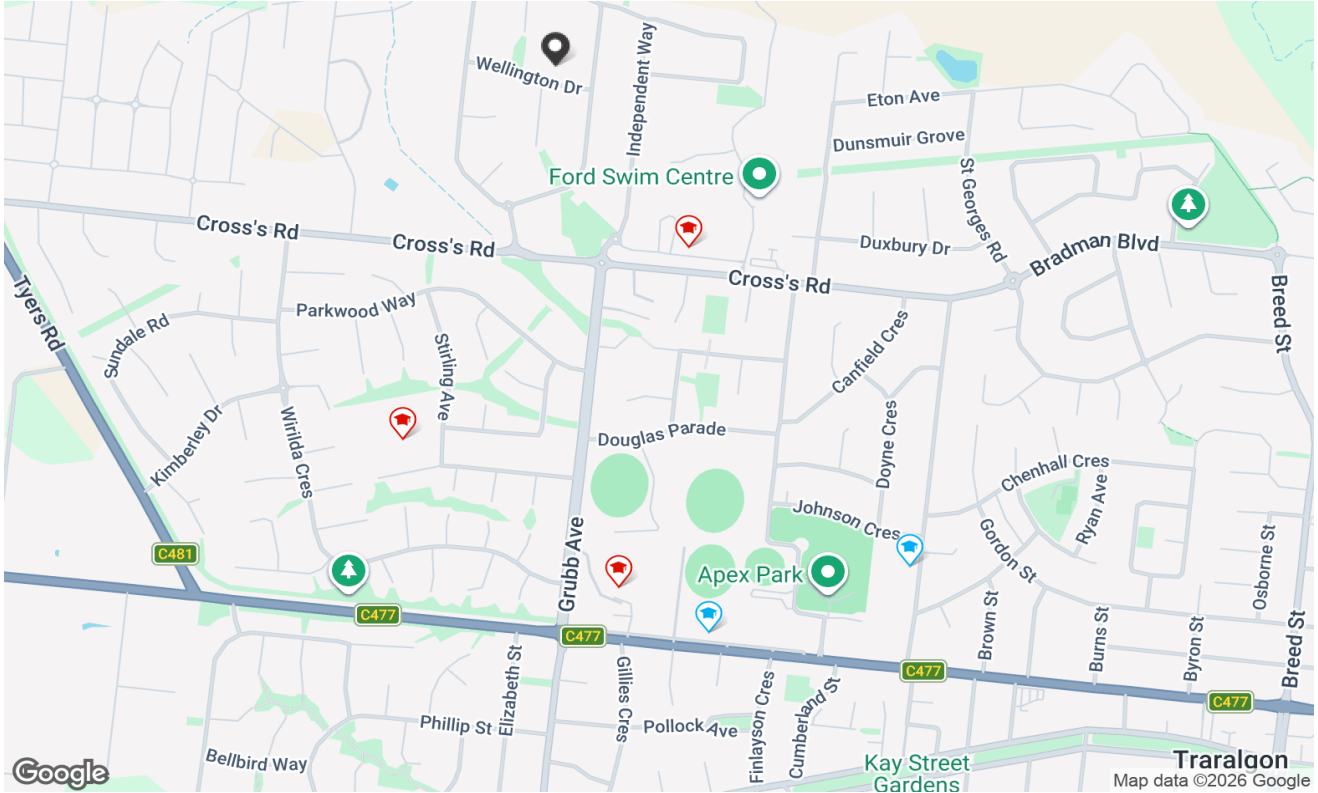 Wellington Dr
Independent Way
Eton Ave
Dunsmuir Grove
Ford Swim Centre
St Georges Rd
Cross's Rd
Cross's Rd
Duxbury Dr
Bradman Blvd
Cross's Rd
Tyers Rd
Parkwood Way
Sundale Rd
Stirling Ave
Canfield Cres
Breed St
Kimberley Dr
Wirilda Cres
Douglas Parade
Doyne Cres
Chenhall Cres
Ryan Ave
Johnson Cres
Gordon St
C481
Grubb Ave
Apex Park
Osborne St
C477
C477
Brown St
Burns St
Byron St
Breed St
C477
C477
Elizabeth St
Gillies Cres
Finlayson Cres
Cumberland St
Phillip St
Pollock Ave
Bellbird Way
Kay Street
Gardens
Traralgon
Google
Map data ©2026 Google